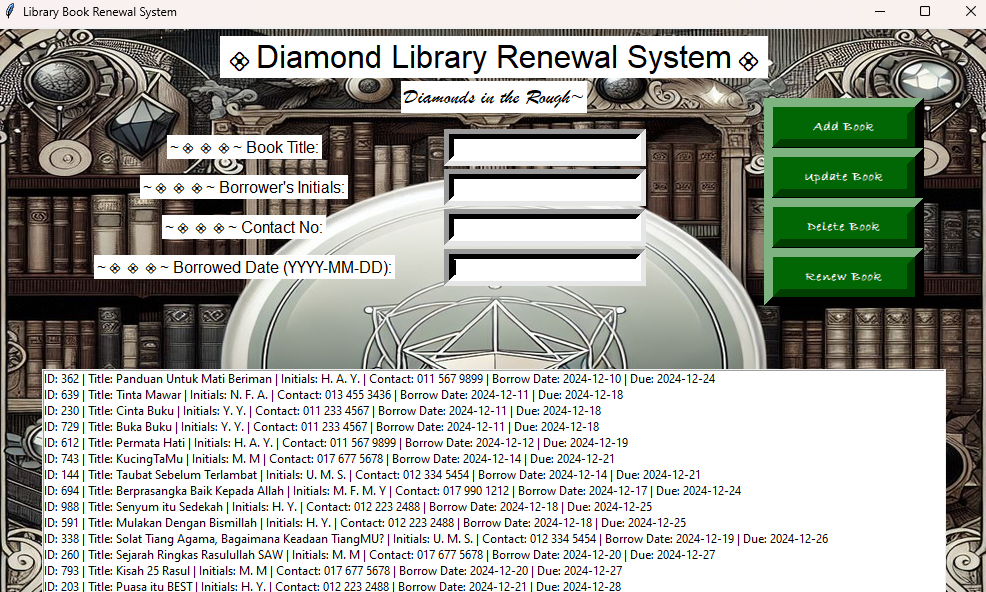 Library Book Renewal System
❖ Diamond Library Renewal System ❖
Diamonds in the Rough~
~ ❖ ❖ ❖ ~ Book Title:
~ ❖ ❖ ❖ ~ Borrower's Initials:
~ ❖ ❖ ❖ ~ Contact No:
~ ❖ ❖ ❖ ~ Borrowed Date (YYYY-MM-DD):
Add Book
Update Book
Delete Book
Renew Book
ID: 362 | Title: Panduan Untuk Mati Beriman | Initials: H. A. Y. | Contact: 011 567 9899 | Borrow Date: 2024-12-10 | Due: 2024-12-24
ID: 639 | Title: Tinta Mawar | Initials: N. F. A. | Contact: 013 455 3436 | Borrow Date: 2024-12-11 | Due: 2024-12-18
ID: 230 | Title: Cinta Buku | Initials: Y. Y. | Contact: 011 233 4567 | Borrow Date: 2024-12-11 | Due: 2024-12-18
ID: 729 | Title: Buka Buku | Initials: Y. Y. | Contact: 011 233 4567 | Borrow Date: 2024-12-11 | Due: 2024-12-18
ID: 612 | Title: Permata Hati | Initials: H. A. Y. | Contact: 011 567 9899 | Borrow Date: 2024-12-12 | Due: 2024-12-19
ID: 743 | Title: KucingTaMu | Initials: M. M | Contact: 017 677 5678 | Borrow Date: 2024-12-14 | Due: 2024-12-21
ID: 144 | Title: Taubat Sebelum Terlambat | Initials: U. M. S. | Contact: 012 334 5454 | Borrow Date: 2024-12-14 | Due: 2024-12-21
ID: 694 | Title: Berprasangka Baik Kepada Allah | Initials: M. F. M. Y | Contact: 017 990 1212 | Borrow Date: 2024-12-17 | Due: 2024-12-24
ID: 988 | Title: Senyum itu Sedekah | Initials: H. Y. | Contact: 012 223 2488 | Borrow Date: 2024-12-18 | Due: 2024-12-25
ID: 591 | Title: Mulakan Dengan Bismillah | Initials: H. Y. | Contact: 012 223 2488 | Borrow Date: 2024-12-18 | Due: 2024-12-25
ID: 338 | Title: Solat Tiang Agama, Bagaimana Keadaan TiangMU? | Initials: U. M. S. | Contact: 012 334 5454 | Borrow Date: 2024-12-19 | Due: 2024-12-26
ID: 260 | Title: Sejarah Ringkas Rasulullah SAW | Initials: M. M | Contact: 017 677 5678 | Borrow Date: 2024-12-20 | Due: 2024-12-27
ID: 793 | Title: Kisah 25 Rasul | Initials: M. M | Contact: 017 677 5678 | Borrow Date: 2024-12-20 | Due: 2024-12-27
ID: 203 | Title: Puasa itu BEST | Initials: H. Y. | Contact: 012 223 2488 | Borrow Date: 2024-12-21 | Due: 2024-12-28